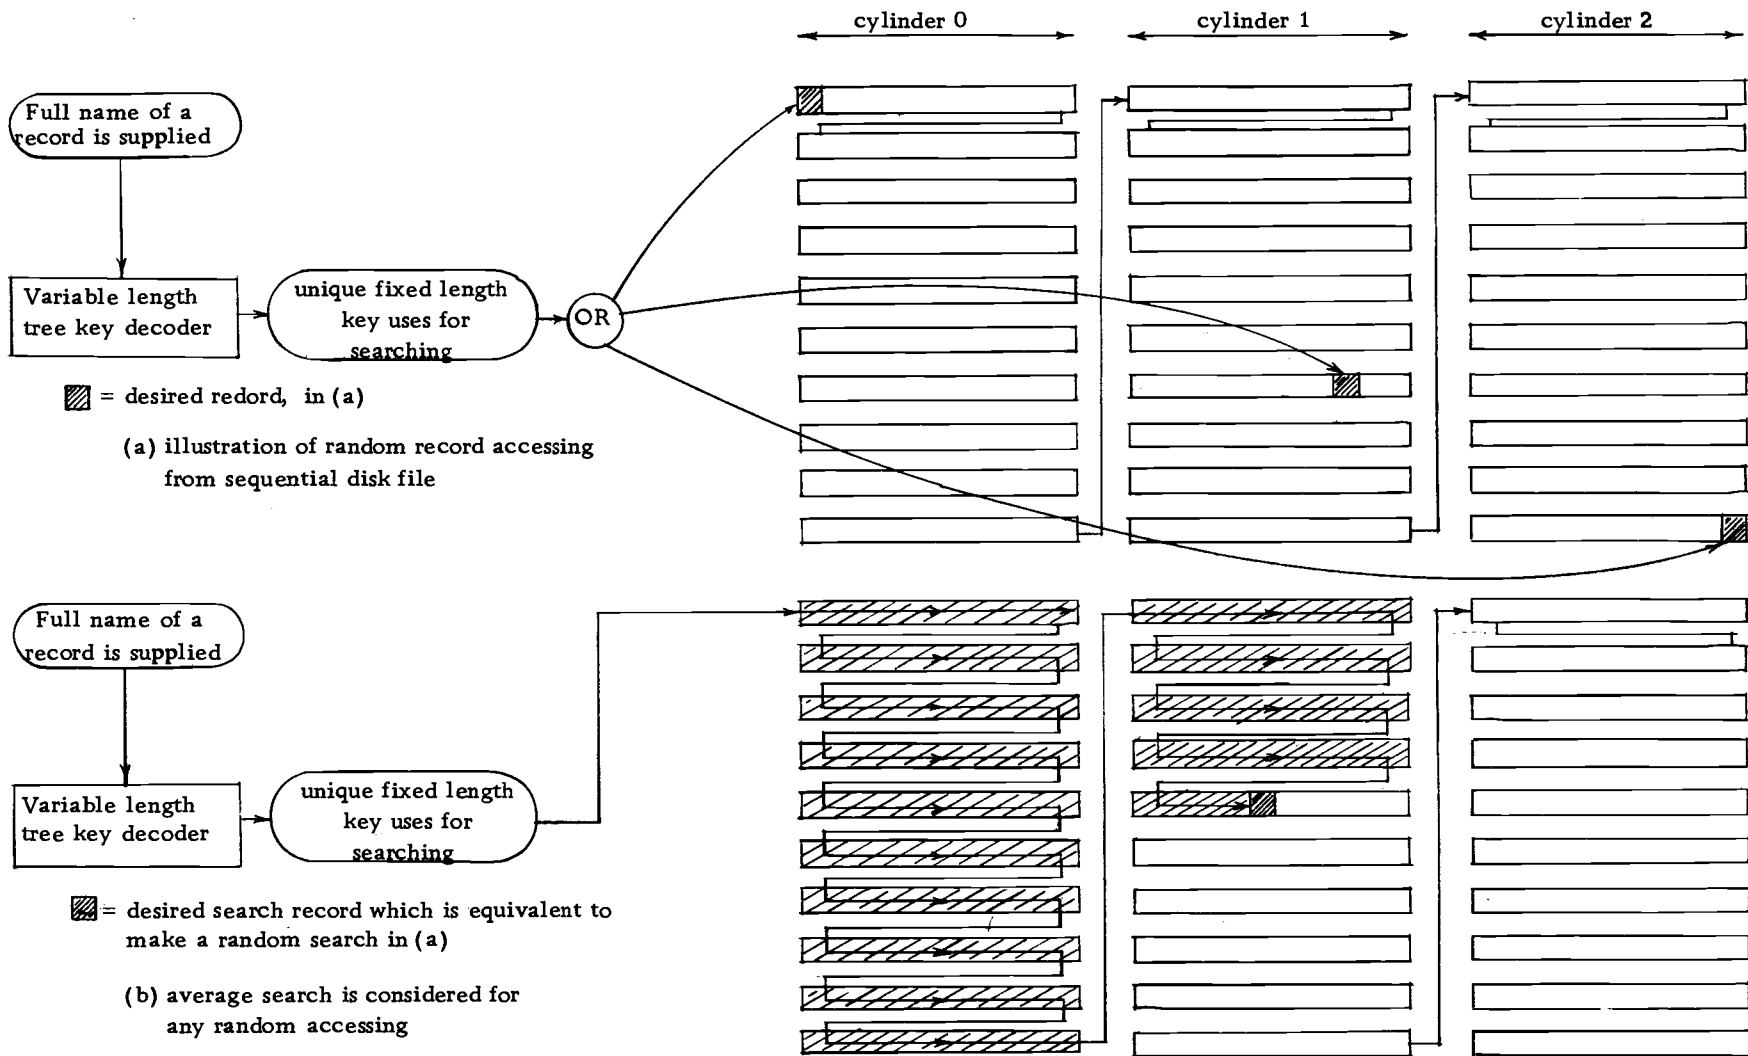 cylinder 0
cylinder 1
cylinder 2
Full name of a
record is supplied
Variable length
tree key decoder
unique fixed length
key uses for
searching
OR
= desired redord, in (a)
(a) illustration of random record accessing
from sequential disk file
Full name of a
record is supplied
Variable length
tree key decoder
unique fixed length
key uses for
searching
= desired search record which is equivalent to
make a random search in (a)
(b) average search is considered for
any random accessing